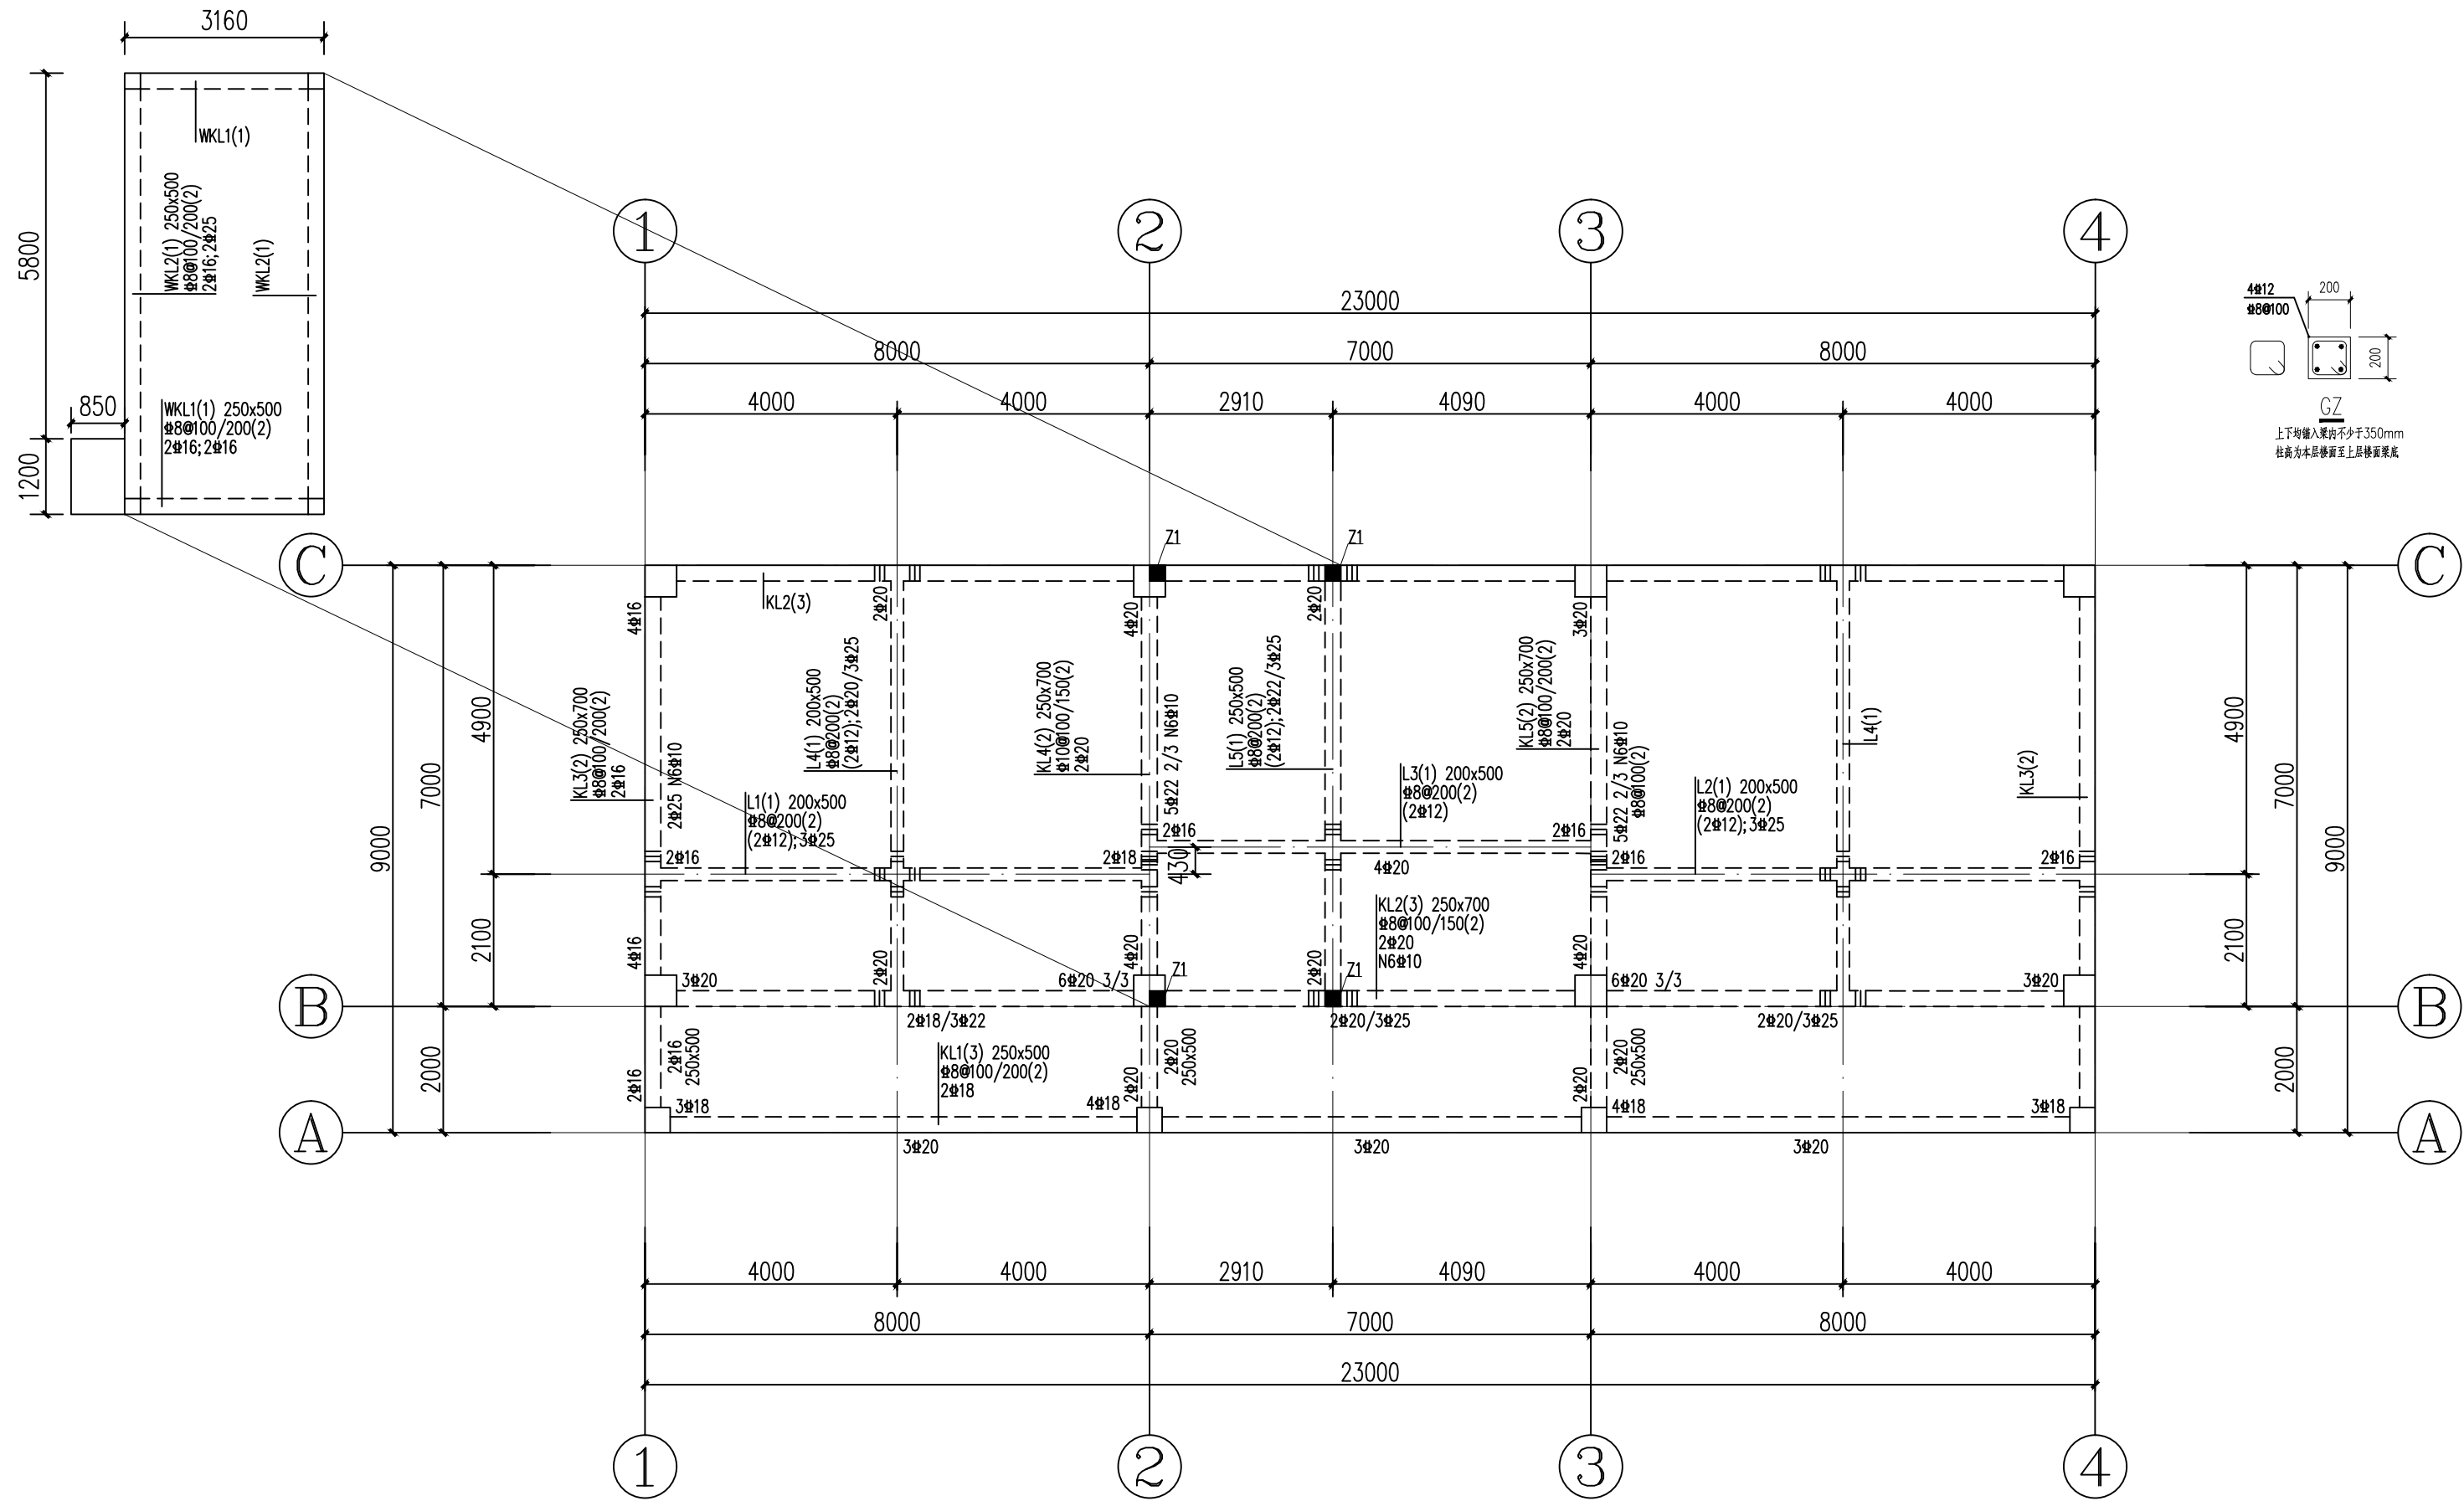 3160
5800
850
1200
WKL1(1)
WKL2(1) 250x500
Φ8@100/200(2)
2Φ16;2Φ25
WKL2(1)
WKL1(1) 250x500
Φ8@100/200(2)
2Φ16;2Φ16
1
2
3
4
23000
8000
7000
8000
4000
4000
2910
4090
4000
4000
4Φ12
Φ8@100
200
200
GZ
上下均锚入梁内不少于350mm
柱高为本层楼面至上层楼面梁底
C
C
Z1
Z1
KL2(3)
4Φ16
2Φ20
4Φ20
2Φ20
3Φ20
9000
7000
4900
2100
2000
KL3(2) 250x700
Φ8@100/200(2)
2Φ16
2Φ25 N6Φ10
L4(1) 200x500
Φ8@200(2)
(2Φ12);2Φ20/3Φ25
KL4(2) 250x700
Φ10@100/150(2)
2Φ20
5Φ22 2/3 N6Φ10
L5(1) 250x500
Φ8@200(2)
(2Φ12);2Φ22/3Φ25
KL5(2) 250x700
Φ8@100/200(2)
2Φ20
5Φ22 2/3 N6Φ10
Φ8@100(2)
L4(1)
KL3(2)
4900
7000
9000
2100
2000
L1(1) 200x500
Φ8@200(2)
(2Φ12);3Φ25
L3(1) 200x500
Φ8@200(2)
(2Φ12)
L2(1) 200x500
Φ8@200(2)
(2Φ12);3Φ25
2Φ16
2Φ18
2Φ16
430
2Φ16
4Φ20
2Φ16
2Φ16
KL2(3) 250x700
Φ8@100/150(2)
2Φ20
N6Φ10
4Φ16
2Φ20
4Φ20
2Φ20
4Φ20
3Φ20
6Φ20 3/3
Z1
Z1
6Φ20 3/3
3Φ20
B
B
2Φ18/3Φ22
2Φ20/3Φ25
2Φ20/3Φ25
2Φ16
2Φ16
250x500
KL1(3) 250x500
Φ8@100/200(2)
2Φ18
2Φ20
2Φ20
250x500
2Φ20
2Φ20
250x500
3Φ18
4Φ18
4Φ18
3Φ18
A
A
3Φ20
3Φ20
3Φ20
4000
4000
2910
4090
4000
4000
8000
7000
8000
23000
1
2
3
4